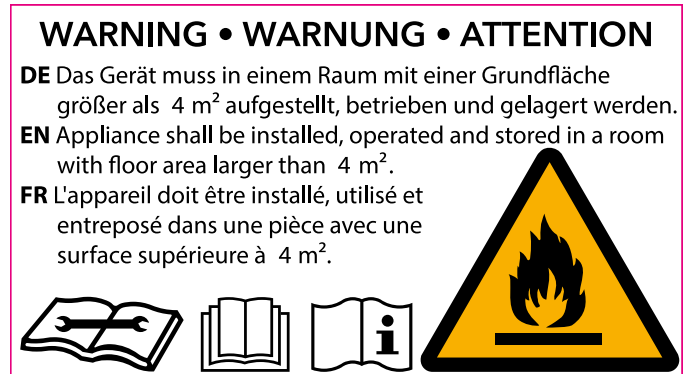 WARNING • WARNUNG • ATTENTION
DE Das Gerät muss in einem Raum mit einer Grundfläche
größer als 4 m² aufgestellt, betrieben und gelagert werden.
EN Appliance shall be installed, operated and stored in a room
with floor area larger than 4 m².
FR L'appareil doit être installé, utilisé et
entreposé dans une pièce avec une
surface supérieure à 4 m².
i